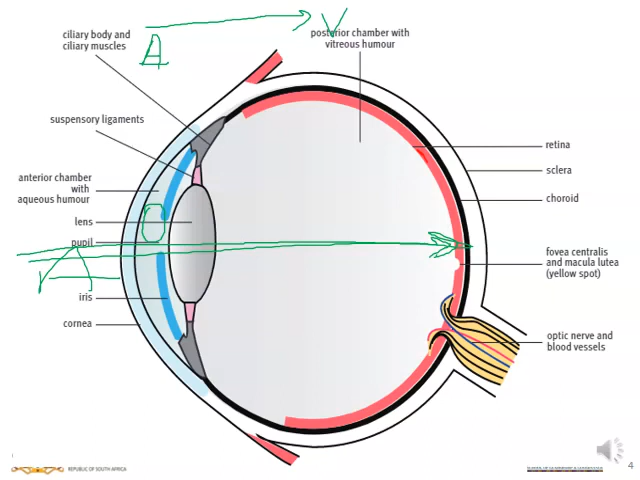 A
V
ciliary body and
ciliary muscles
posterior chamber with
vitreous humour
suspensory ligaments
retina
sclera
anterior chamber
with
aqueous humour
choroid
lens
pupil
fovea centralis
and macula lutea
(yellow spot)
A
iris
cornea
optic nerve and
blood vessels
REPUBLIC OF SOUTH AFRICA
4